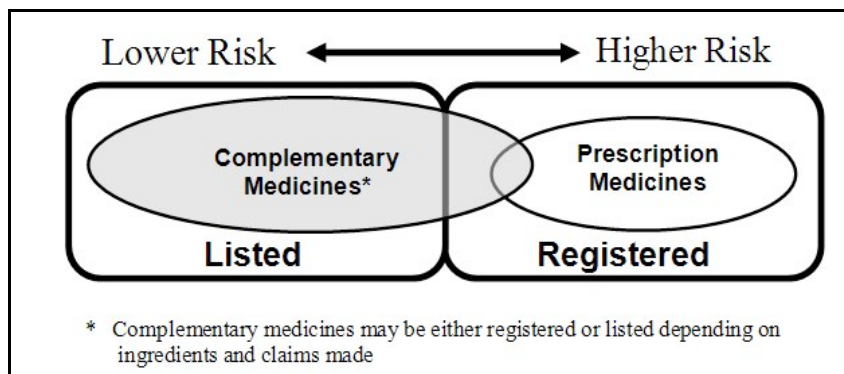 Lower Risk
Higher Risk
Complementary
Medicines*
Prescription
Medicines
Listed
Registered
* Complementary medicines may be either registered or listed depending on
ingredients and claims made